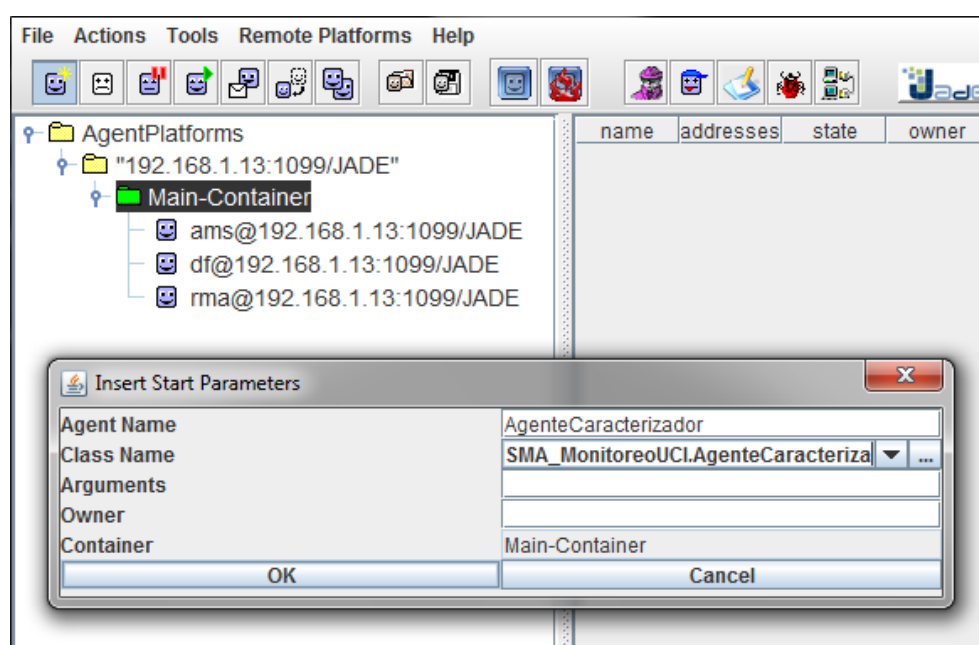 File Actions Tools Remote Platforms Help
Jade
AgentPlatforms
name addresses state owner
"192.168.1.13:1099/JADE"
Main-Container
ams@192.168.1.13:1099/JADE
df@192.168.1.13:1099/JADE
rma@192.168.1.13:1099/JADE
Insert Start Parameters
Agent Name AgenteCaracterizador
Class Name SMA_MonitoreoUCI.AgenteCaracteriza ...
Arguments
Owner
Container Main-Container
OK Cancel